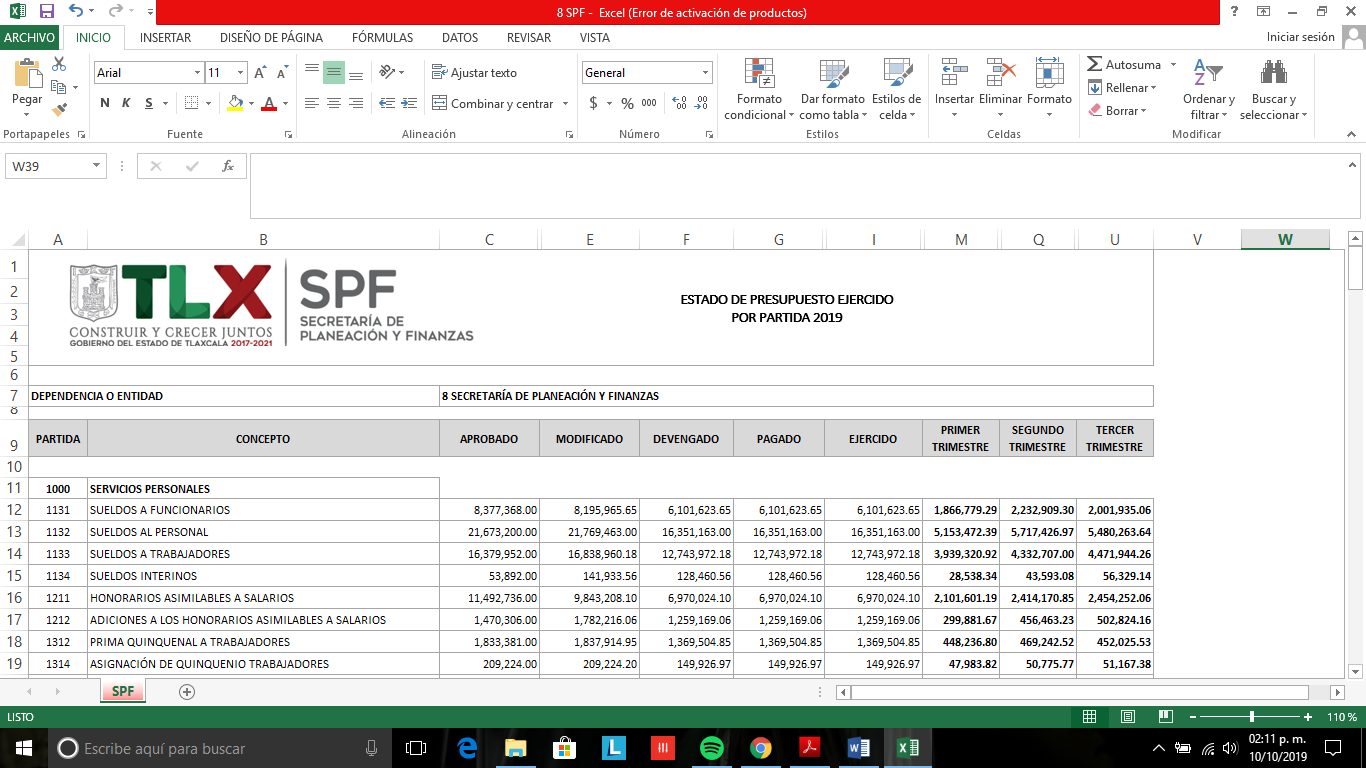 8 SPF - Excel (Error de activación de productos)
ARCHIVO INICIO INSERTAR DISEÑO DE PÁGINA FÓRMULAS DATOS REVISAR VISTA Iniciar sesión
Arial 11 Ajustar texto General Autosuma
Pegar Formato Dar formato Estilos de Insertar Eliminar Formato Rellenar Ordenar y Buscar y
N K S Combinar y centrar $ % 000 condicional como tabla celda Borrar filtrar seleccionar
Portapapeles Fuente Alineación Número Estilos Celdas Modificar
W39 fx
A B C E F G I M Q U V W
1
2
3
4
5
6
7
8
9
10
11
12
13
14
15
16
17
18
19
TLX
CONSTRUIR Y CRECER JUNTOS
GOBIERNO DEL ESTADO DE TLAXCALA 2017-2021
SPF
SECRETARÍA DE
PLANEACIÓN Y FINANZAS
ESTADO DE PRESUPUESTO EJERCIDO
POR PARTIDA 2019
DEPENDENCIA O ENTIDAD 8 SECRETARÍA DE PLANEACIÓN Y FINANZAS
PARTIDA CONCEPTO APROBADO MODIFICADO DEVENGADO PAGADO EJERCIDO PRIMER TRIMESTRE SEGUNDO TRIMESTRE TERCER TRIMESTRE
1000 SERVICIOS PERSONALES
1131 SUELDOS A FUNCIONARIOS 8,377,368.00 8,195,965.65 6,101,623.65 6,101,623.65 6,101,623.65 1,866,779.29 2,232,909.30 2,001,935.06
1132 SUELDOS AL PERSONAL 21,673,200.00 21,769,463.00 16,351,163.00 16,351,163.00 16,351,163.00 5,153,472.39 5,717,426.97 5,480,263.64
1133 SUELDOS A TRABAJADORES 16,379,952.00 16,838,960.18 12,743,972.18 12,743,972.18 12,743,972.18 3,939,320.92 4,332,707.00 4,471,944.26
1134 SUELDOS INTERINOS 53,892.00 141,933.56 128,460.56 128,460.56 128,460.56 28,538.34 43,593.08 56,329.14
1211 HONORARIOS ASIMILABLES A SALARIOS 11,492,736.00 9,843,208.10 6,970,024.10 6,970,024.10 6,970,024.10 2,101,601.19 2,414,170.85 2,454,252.06
1212 ADICIONES A LOS HONORARIOS ASIMILABLES A SALARIOS 1,470,306.00 1,782,216.06 1,259,169.06 1,259,169.06 1,259,169.06 299,881.67 456,463.23 502,824.16
1312 PRIMA QUINQUENAL A TRABAJADORES 1,833,381.00 1,837,914.95 1,369,504.85 1,369,504.85 1,369,504.85 448,236.80 469,242.52 452,025.53
1314 ASIGNACIÓN DE QUINQUENIO TRABAJADORES 209,224.00 209,224.20 149,926.97 149,926.97 149,926.97 47,983.82 50,775.77 51,167.38
SPF
LISTO 110 %
Escribe aquí para buscar
02:11 p. m.
10/10/2019